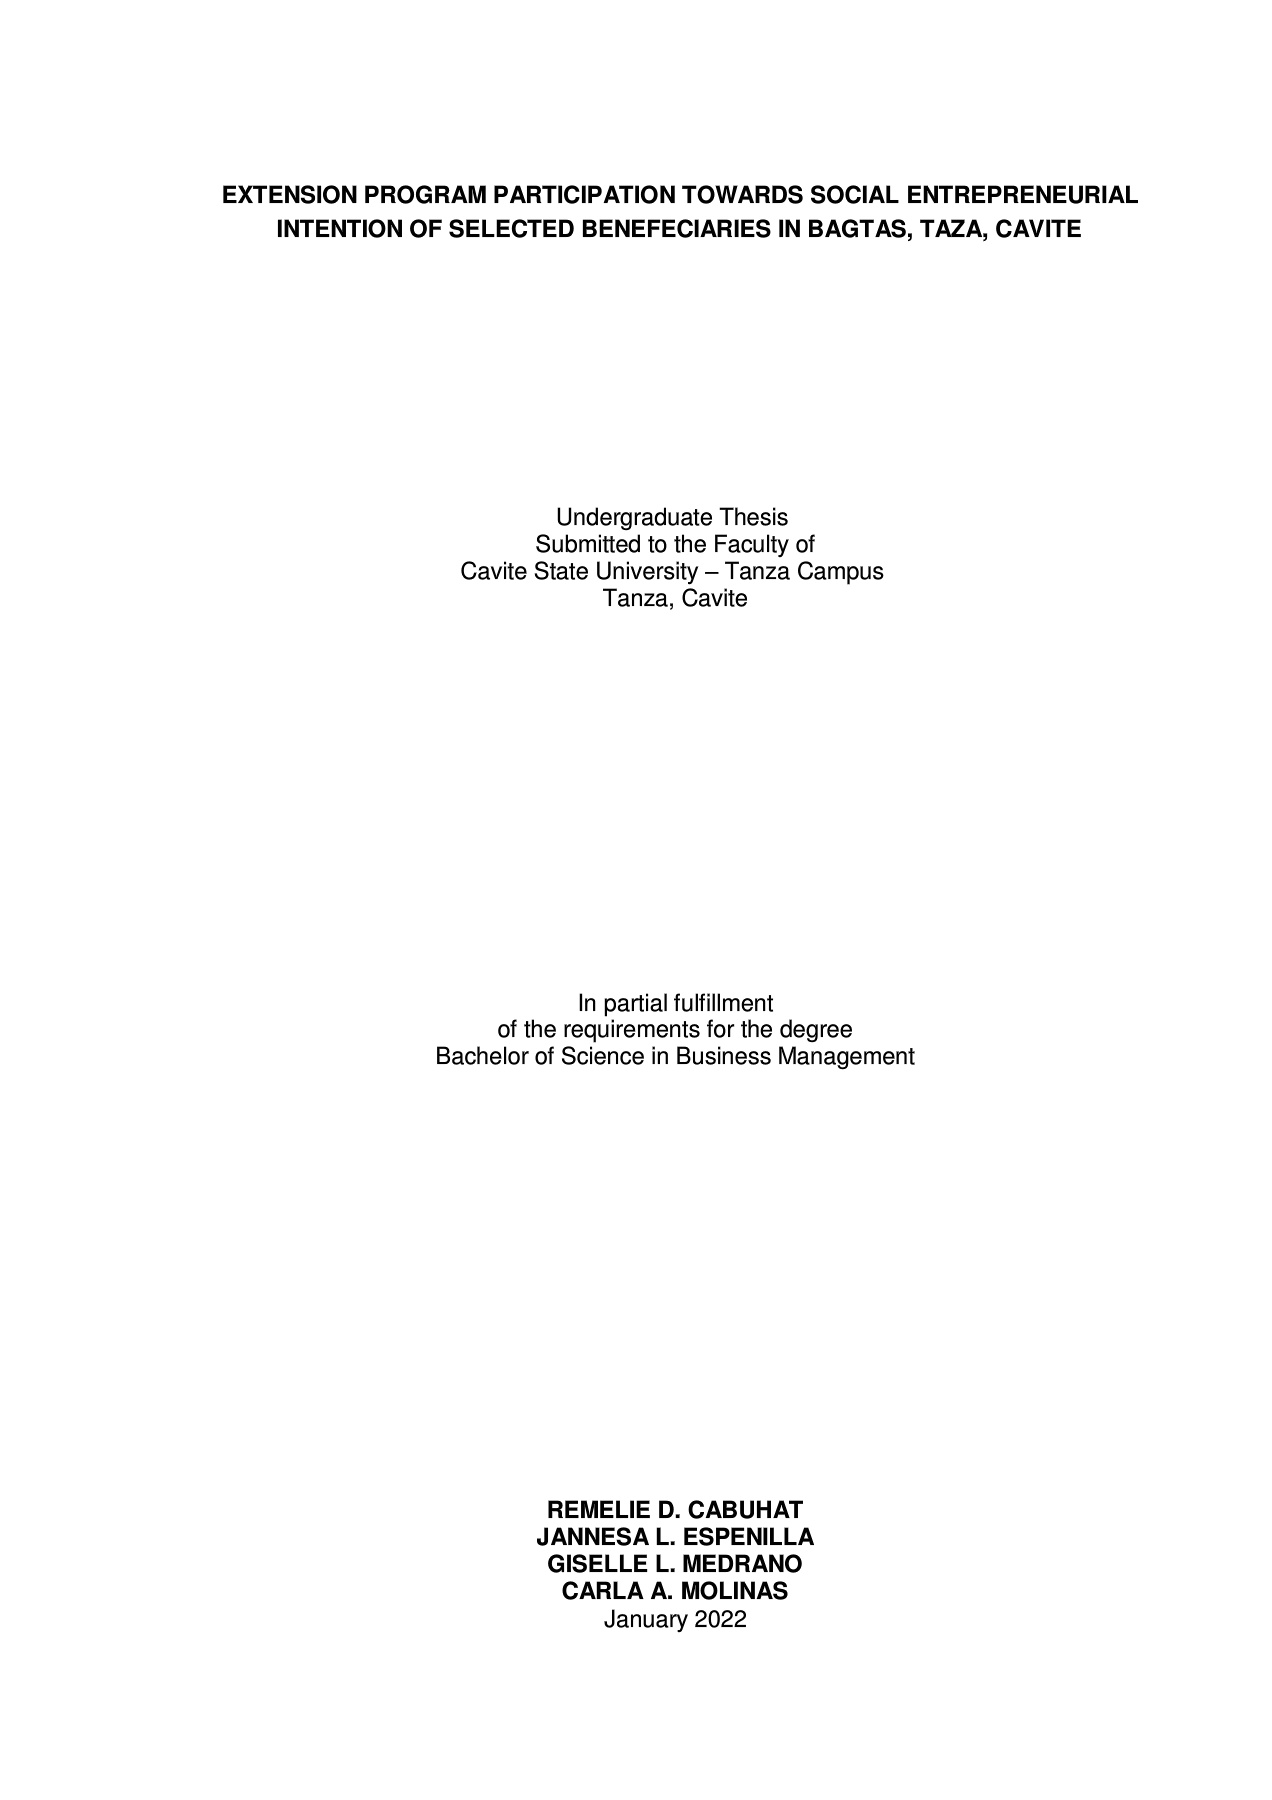 EXTENSION PROGRAM PARTICIPATION TOWARDS SOCIAL ENTREPRENEURIAL
INTENTION OF SELECTED BENEFECIARIES IN BAGTAS, TAZA, CAVITE
Undergraduate Thesis
Submitted to the Faculty of
Cavite State University – Tanza Campus
Tanza, Cavite
In partial fulfillment
of the requirements for the degree
Bachelor of Science in Business Management
REMELIE D. CABUHAT
JANNESA L. ESPENILLA
GISELLE L. MEDRANO
CARLA A. MOLINAS
January 2022